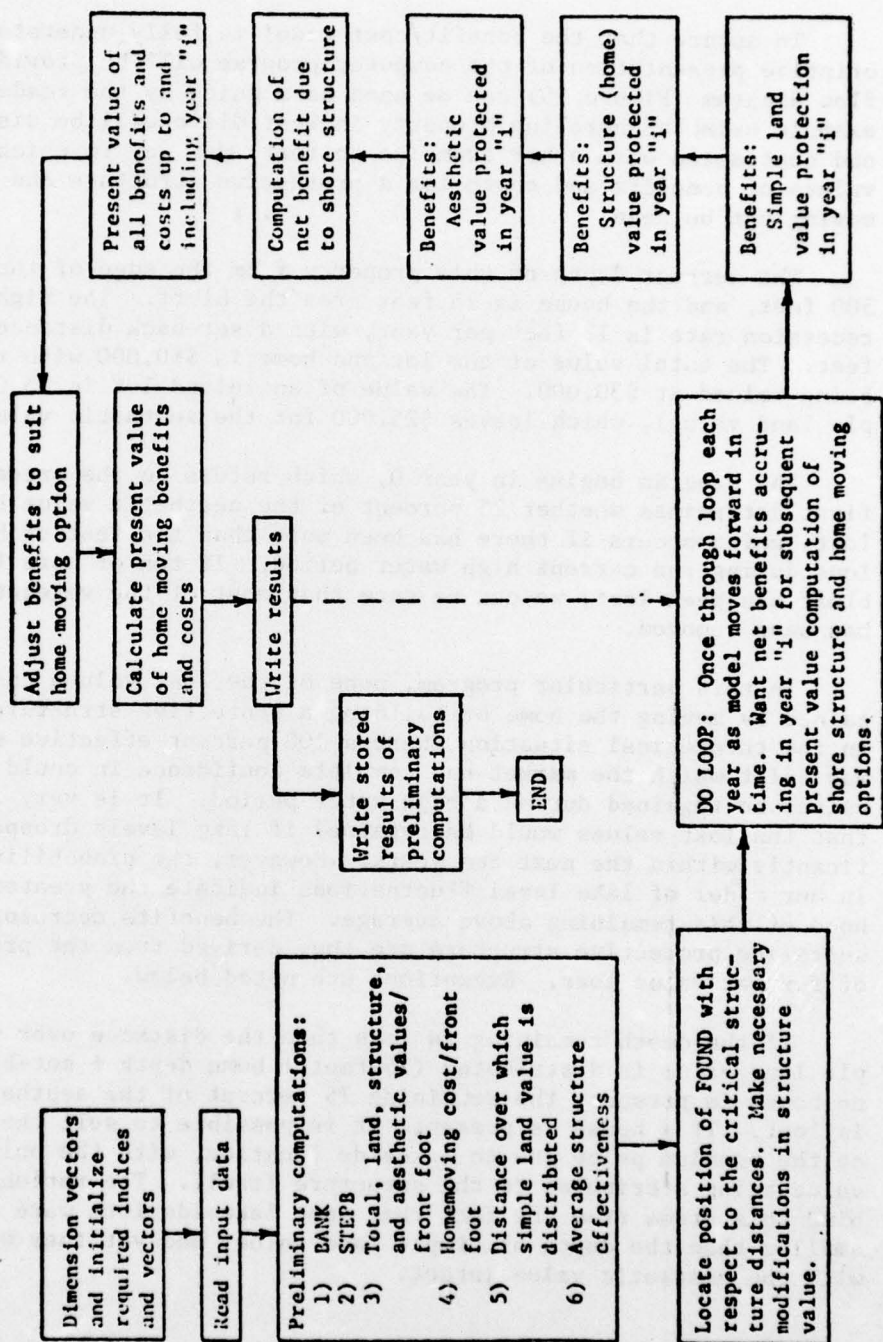 Dimension vectors
and initialize
required indices
and vectors
Read input data
Preliminary computations:
1) BANK
2) STEPB
3) Total land, structure,
and aesthetic values/
front foot
4) Home moving costs/front
foot
5) Distance over which
simple land value is
distributed
6) Average structure
effectiveness
Locate position of FOUND with
respect to the critical struc-
ture distances. Make necessary
modification in structure
value.
DO LOOP: Once through loop each
year as model moves forward in
time. Want net benefits accru-
ing in year "i" for subsequent
present value computation of
shore structure and home moving
options.
Benefits:
Simple land
value protection
in year "i"
Benefits:
Structure (home)
value protected
in year "i"
Benefits:
Aesthetic
value protected
in year "i"
Computation of
net benefit due
to shore structure
Present value of
all benefits and
costs up to and
including year "i"
Adjust benefits to suit
home moving option
Calculate present value
of home moving benefits
and costs
Write results
Write stored
results of
preliminary
computations
END